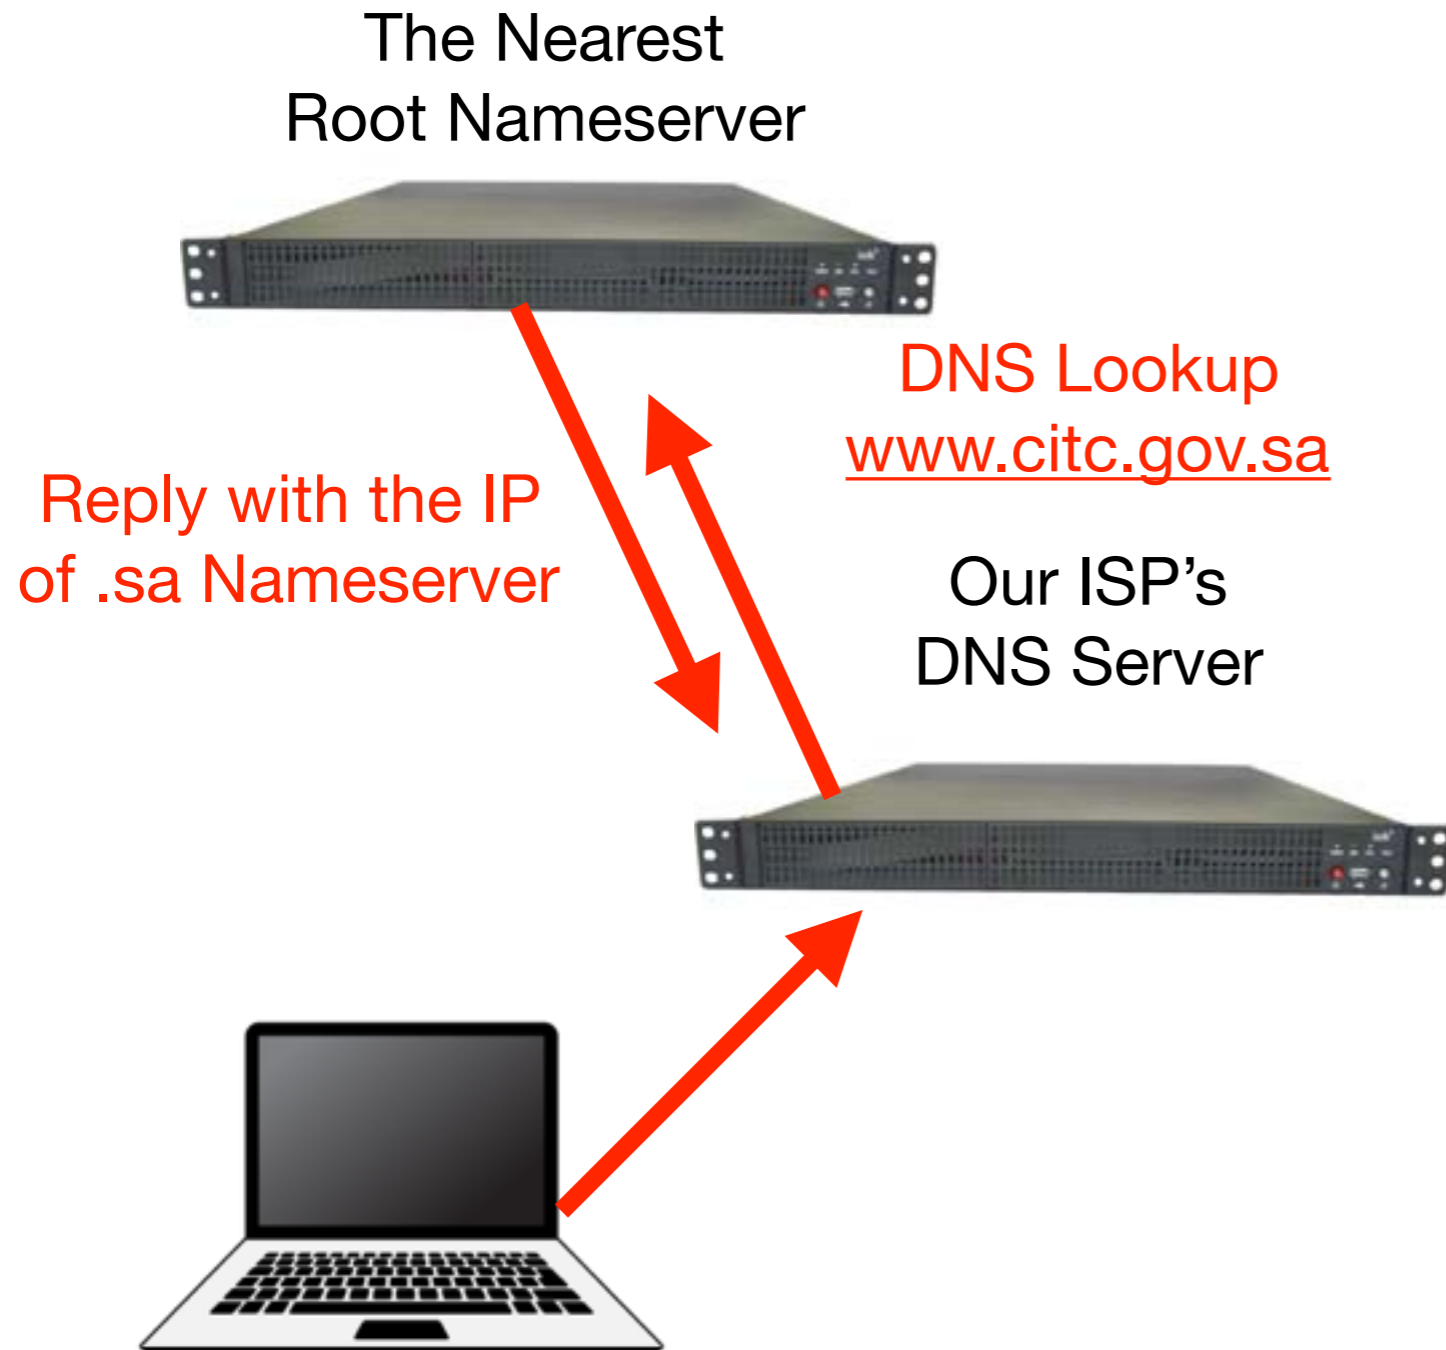 The Nearest
Root Nameserver
DNS Lookup
www.citc.gov.sa
Reply with the IP
of .sa Nameserver
Our ISP’s
DNS Server